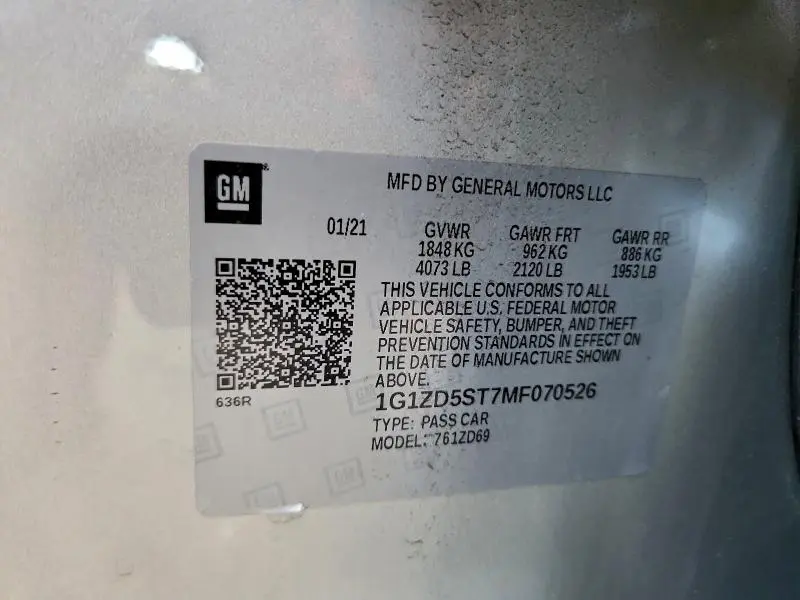 GM
MFD BY GENERAL MOTORS LLC
01/21 GVWR GAWR FRT GAWR RR
1848 KG 962 KG 886 KG
4073 LB 2120 LB 1953 LB
THIS VEHICLE CONFORMS TO ALL
APPLICABLE U.S. FEDERAL MOTOR
VEHICLE SAFETY, BUMPER, AND THEFT
PREVENTION STANDARDS IN EFFECT ON
THE DATE OF MANUFACTURE SHOWN
ABOVE.
636R
1G1ZD5ST7MF070526
TYPE: PASS CAR
MODEL: 761ZD69